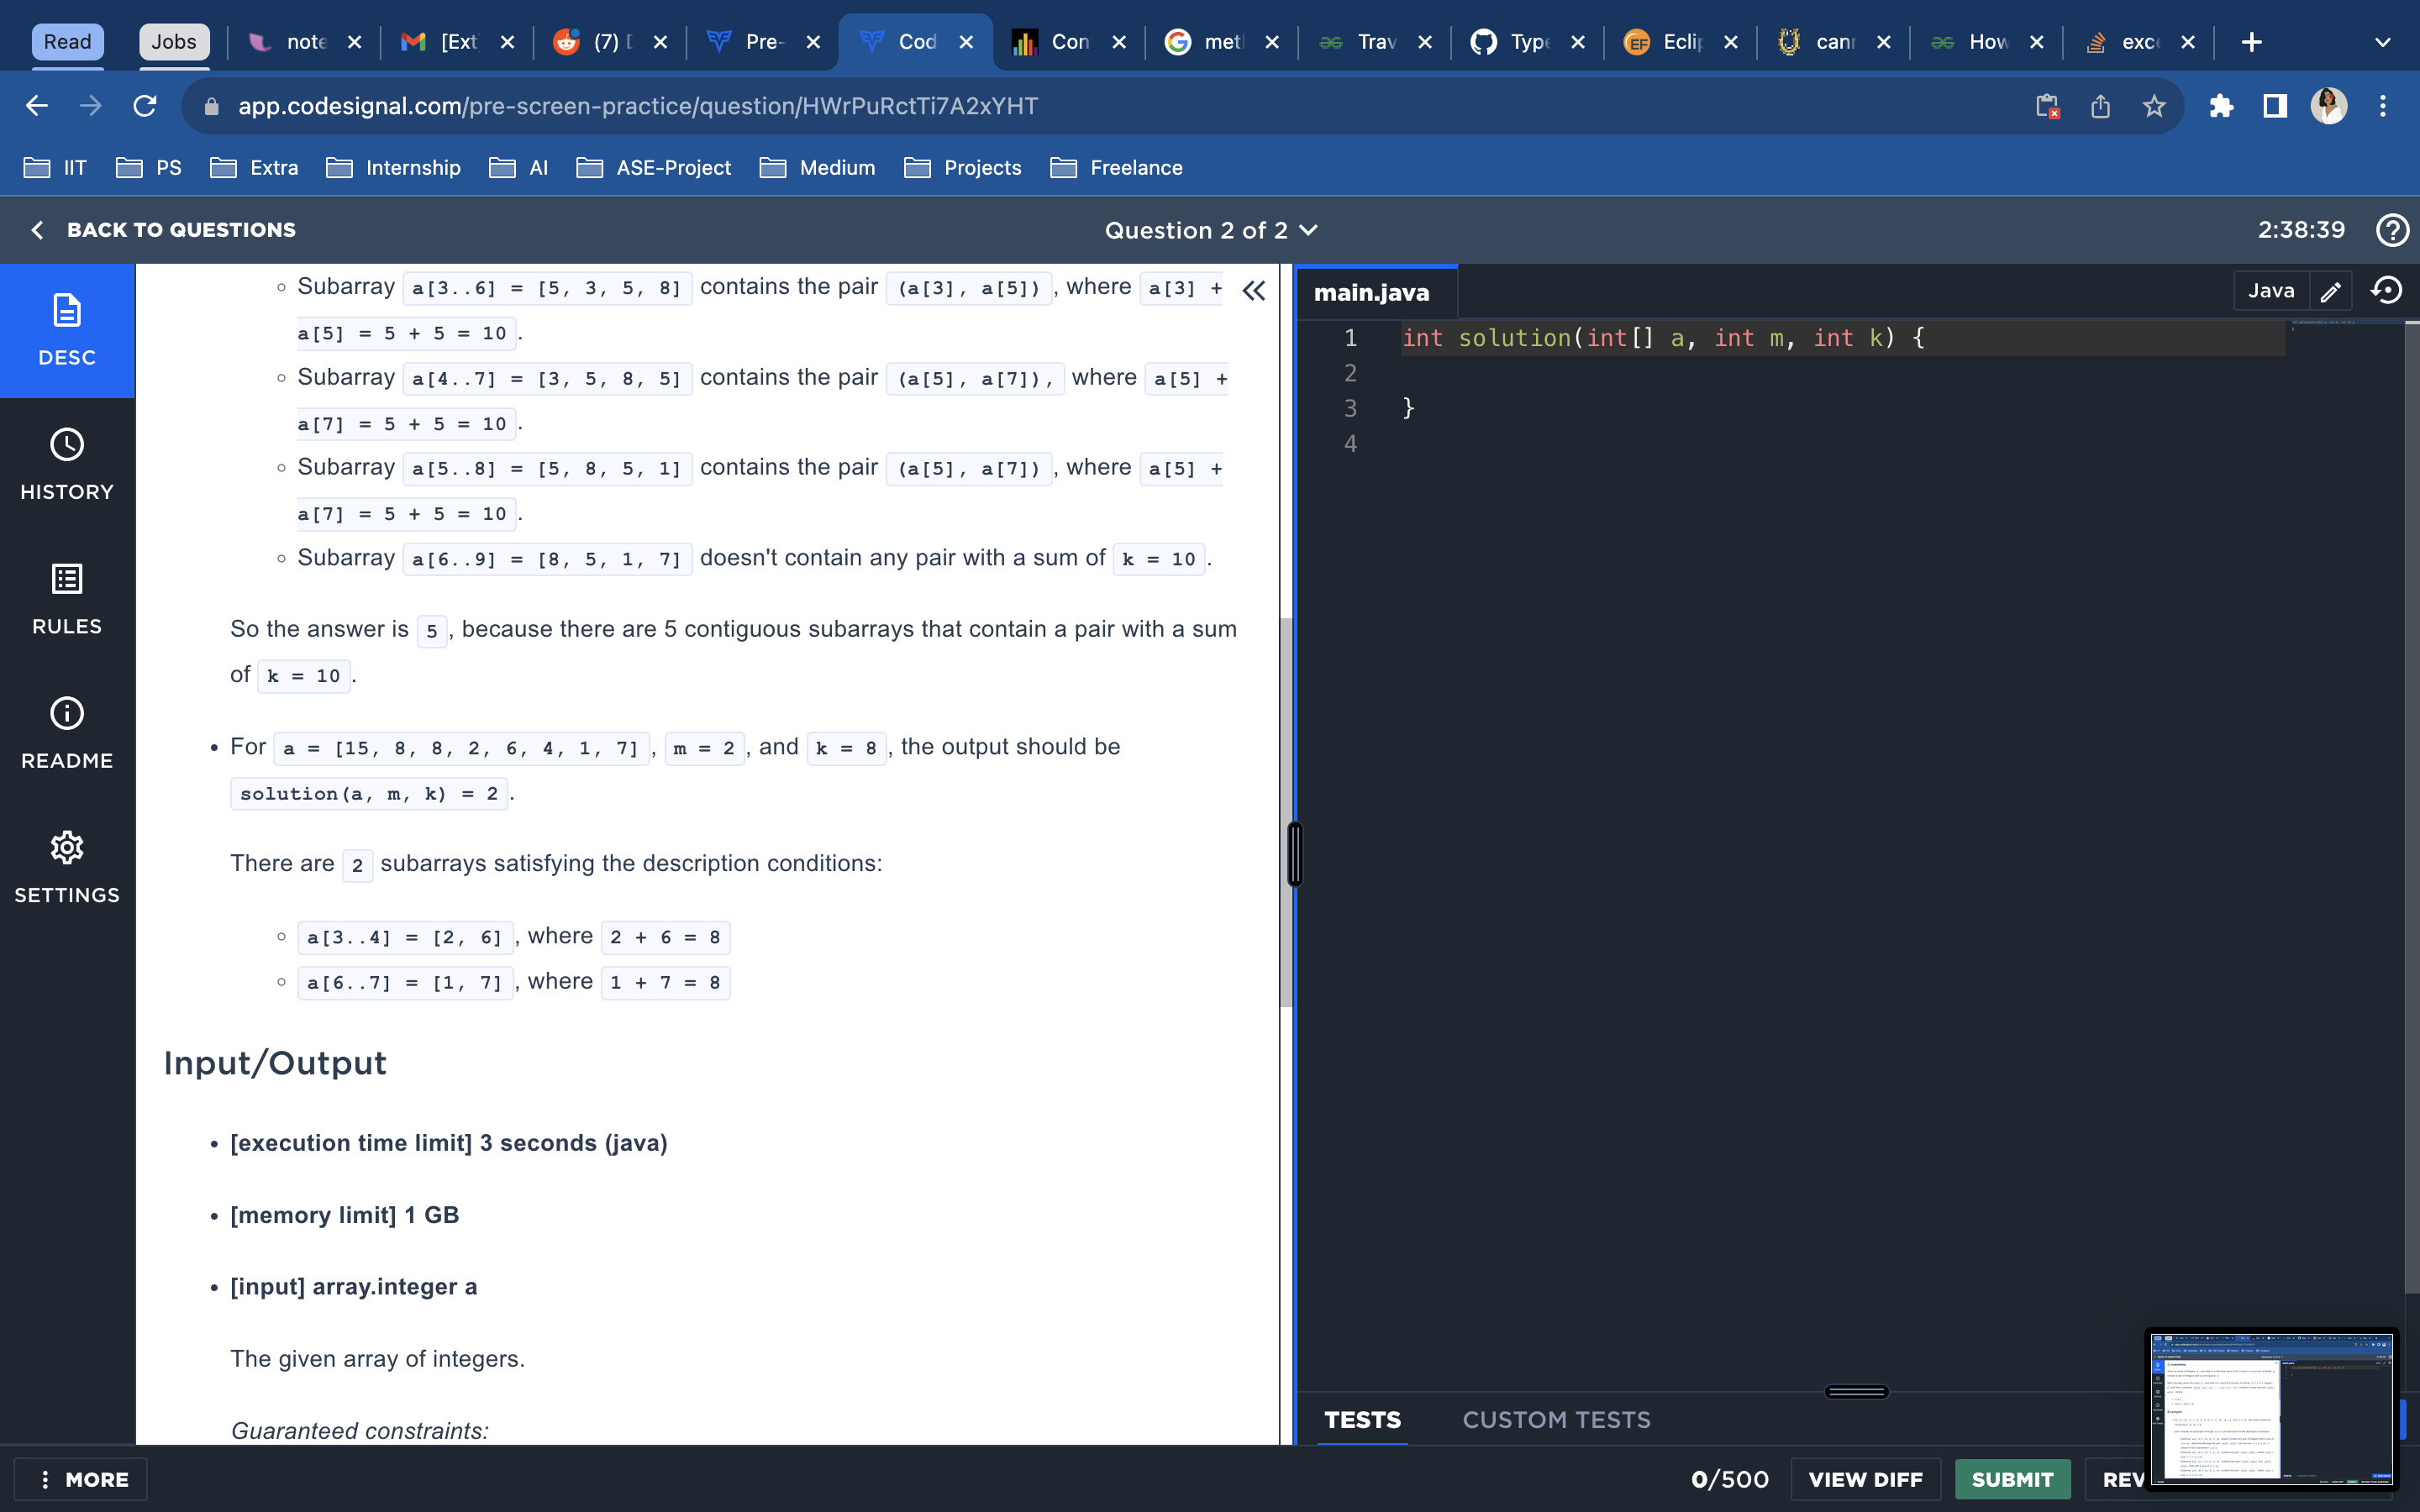 Read
Jobs
note
[Ext
(7)
Pre-
Cod
Con
met
Trav
Type
Eclip
can
How
exce
app.codesignal.com/pre-screen-practice/question/HWrPuRctTi7A2xYHT
IIT
PS
Extra
Internship
AI
ASE-Project
Medium
Projects
Freelance
BACK TO QUESTIONS
Question 2 of 2
2:38:39
DESC
HISTORY
RULES
README
SETTINGS
Subarray a[3..6] = [5, 3, 5, 8] contains the pair (a[3], a[5]), where a[3] +
a[5] = 5 + 5 = 10.
Subarray a[4..7] = [3, 5, 8, 5] contains the pair (a[5], a[7]), where a[5] +
a[7] = 5 + 5 = 10.
Subarray a[5..8] = [5, 8, 5, 1] contains the pair (a[5], a[7]), where a[5] +
a[7] = 5 + 5 = 10.
Subarray a[6..9] = [8, 5, 1, 7] doesn't contain any pair with a sum of k = 10.
So the answer is 5, because there are 5 contiguous subarrays that contain a pair with a sum
of k = 10.
For a = [15, 8, 8, 2, 6, 4, 1, 7], m = 2, and k = 8, the output should be
solution(a, m, k) = 2.
There are 2 subarrays satisfying the description conditions:
a[3..4] = [2, 6], where 2 + 6 = 8
a[6..7] = [1, 7], where 1 + 7 = 8
Input/Output
[execution time limit] 3 seconds (java)
[memory limit] 1 GB
[input] array.integer a
The given array of integers.
Guaranteed constraints:
main.java
Java
1 int solution(int[] a, int m, int k) {
2
3 }
4
TESTS
CUSTOM TESTS
MORE
0/500
VIEW DIFF
SUBMIT
REV